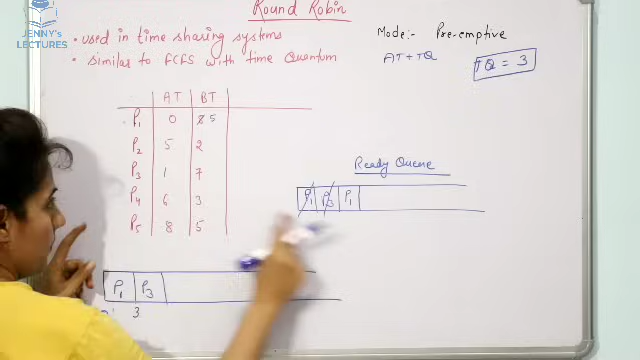 JENNY's
LECTURES
Round Robin
• used in time sharing systems
• similar to FCFS with time Quantum
Mode:- Pre-emptive
AT + TQ
TQ = 3
AT BT
P1 0 8 5
P2 5 2
P3 1 7
P4 6 3
P5 8 5
Ready Queue
P1 P3 P1
P1 P3
0 3